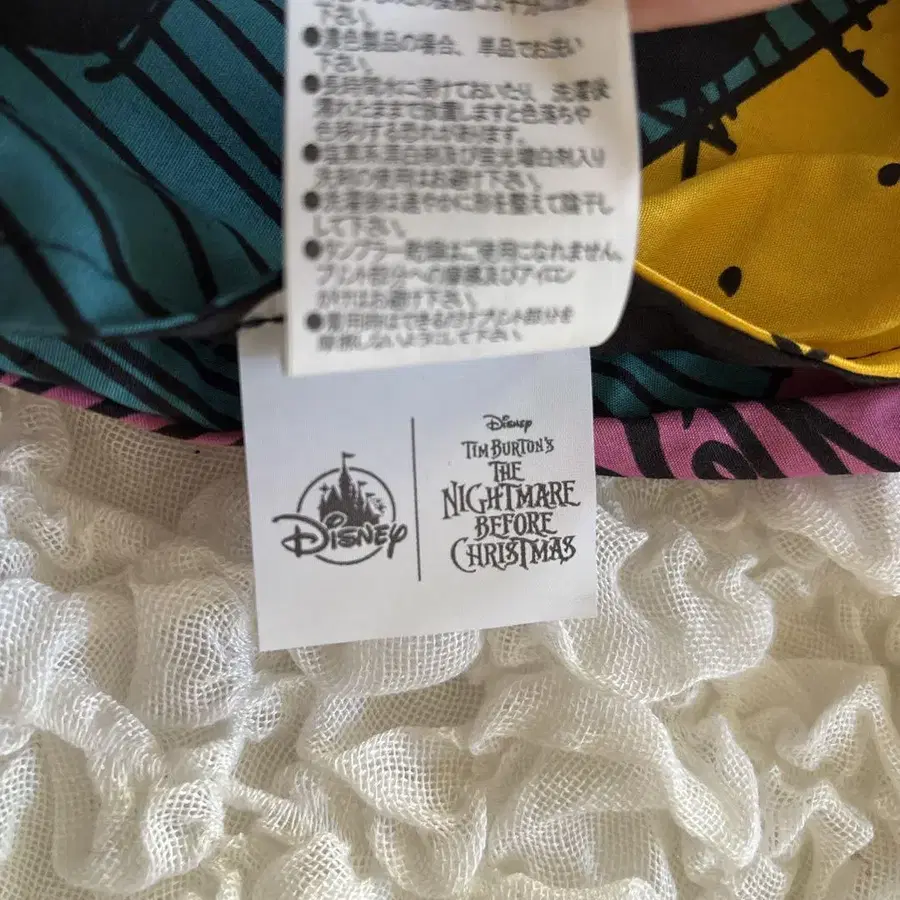 下さい。
●濃色製品の場合、単品でお洗い
下さい。
●長時間水に漬けておいたり、洗濯後
濡れたままで放置しますと色落ちや
色移りする恐れがあります。
●塩素系漂白剤及び蛍光増白剤入り
洗剤の使用はお避け下さい。
●洗濯後は速やかに形を整えて陰干し
して下さい。
●タンブラー乾燥はご使用になれません。
プリント部分への摩擦及びアイロン
がけはお避け下さい。
●着用時はできるだけプリント部分を
摩擦しないようにして下さい。
Disney
Disney
TIM BURTON'S
THE
NIGHTMARE
BEFORE
CHRISTMAS